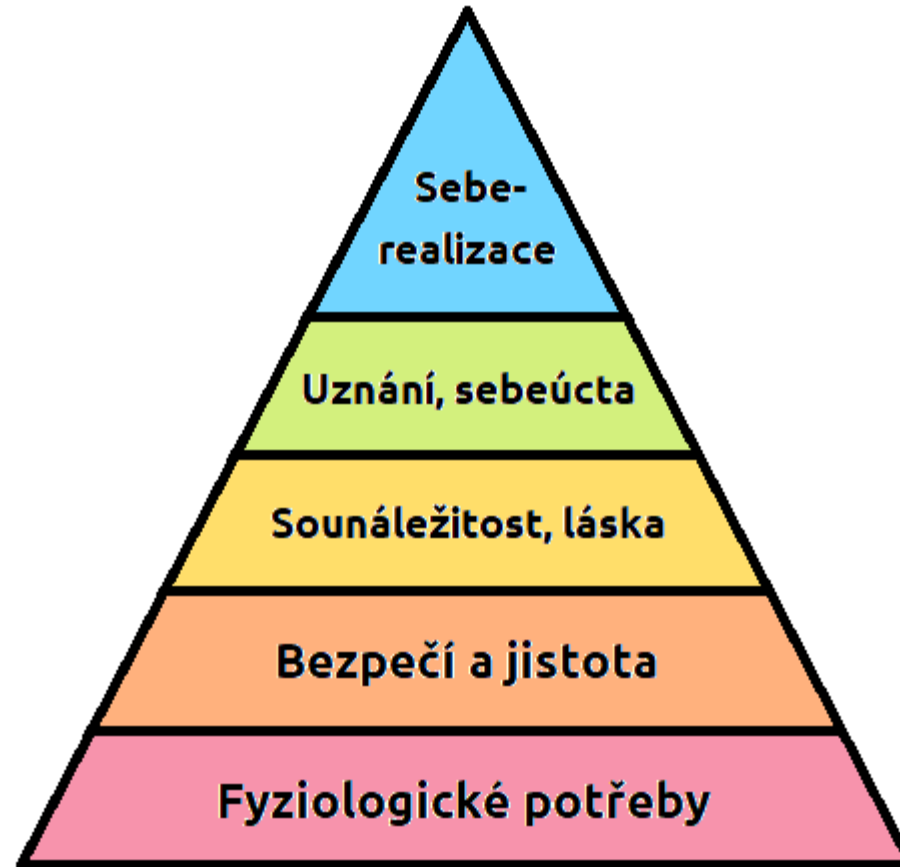 Sebe-
realizace
Uznání, sebeúcta
Sounáležitost, láska
Bezpečí a jistota
Fyziologické potřeby